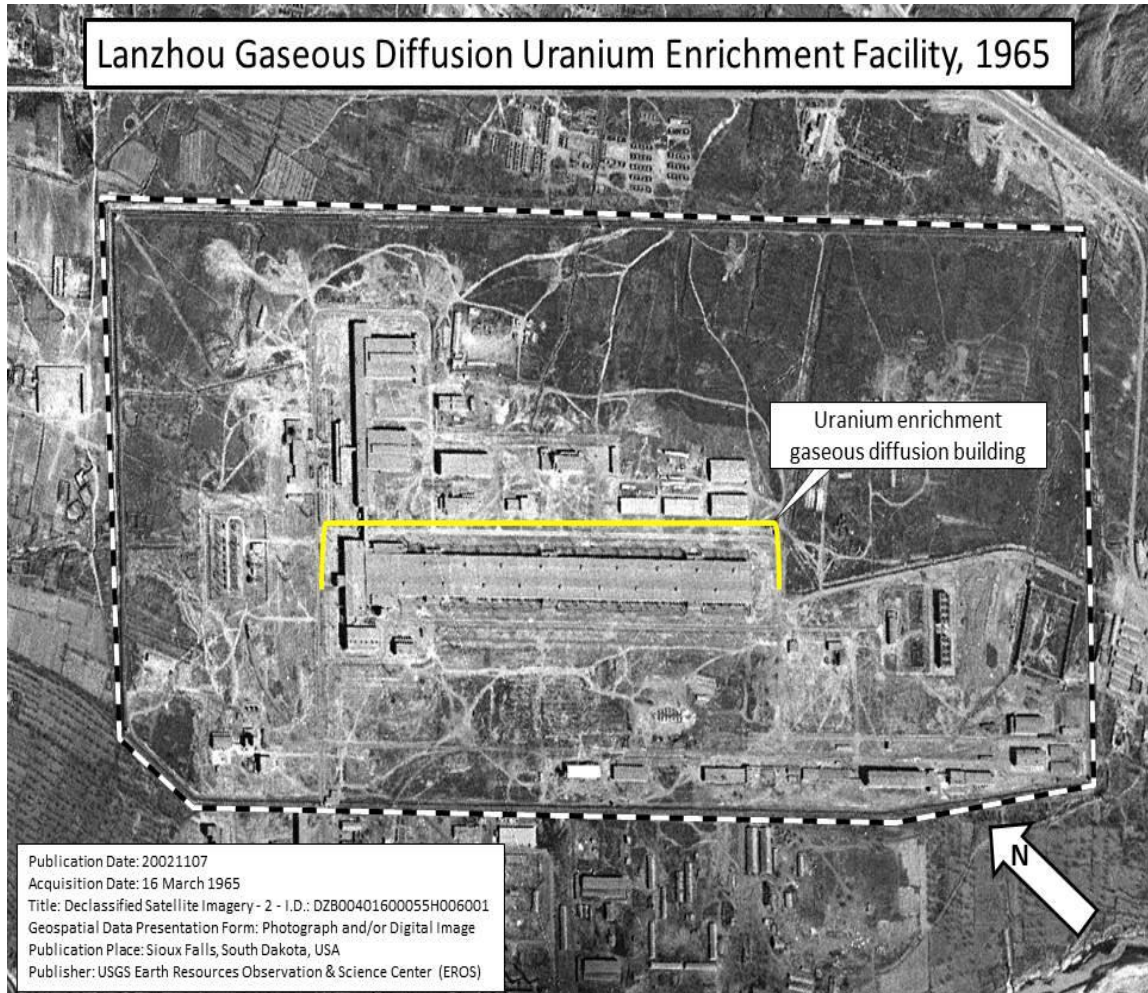 Lanzhou Gaseous Diffusion Uranium Enrichment Facility, 1965
Uranium enrichment
gaseous diffusion building
N
Publication Date: 20021107
Acquisition Date: 16 March 1965
Title: Declassified Satellite Imagery - 2 - I.D.: DZB00401600055H006001
Geospatial Data Presentation Form: Photograph and/or Digital Image
Publication Place: Sioux Falls, South Dakota, USA
Publisher: USGS Earth Resources Observation & Science Center (EROS)